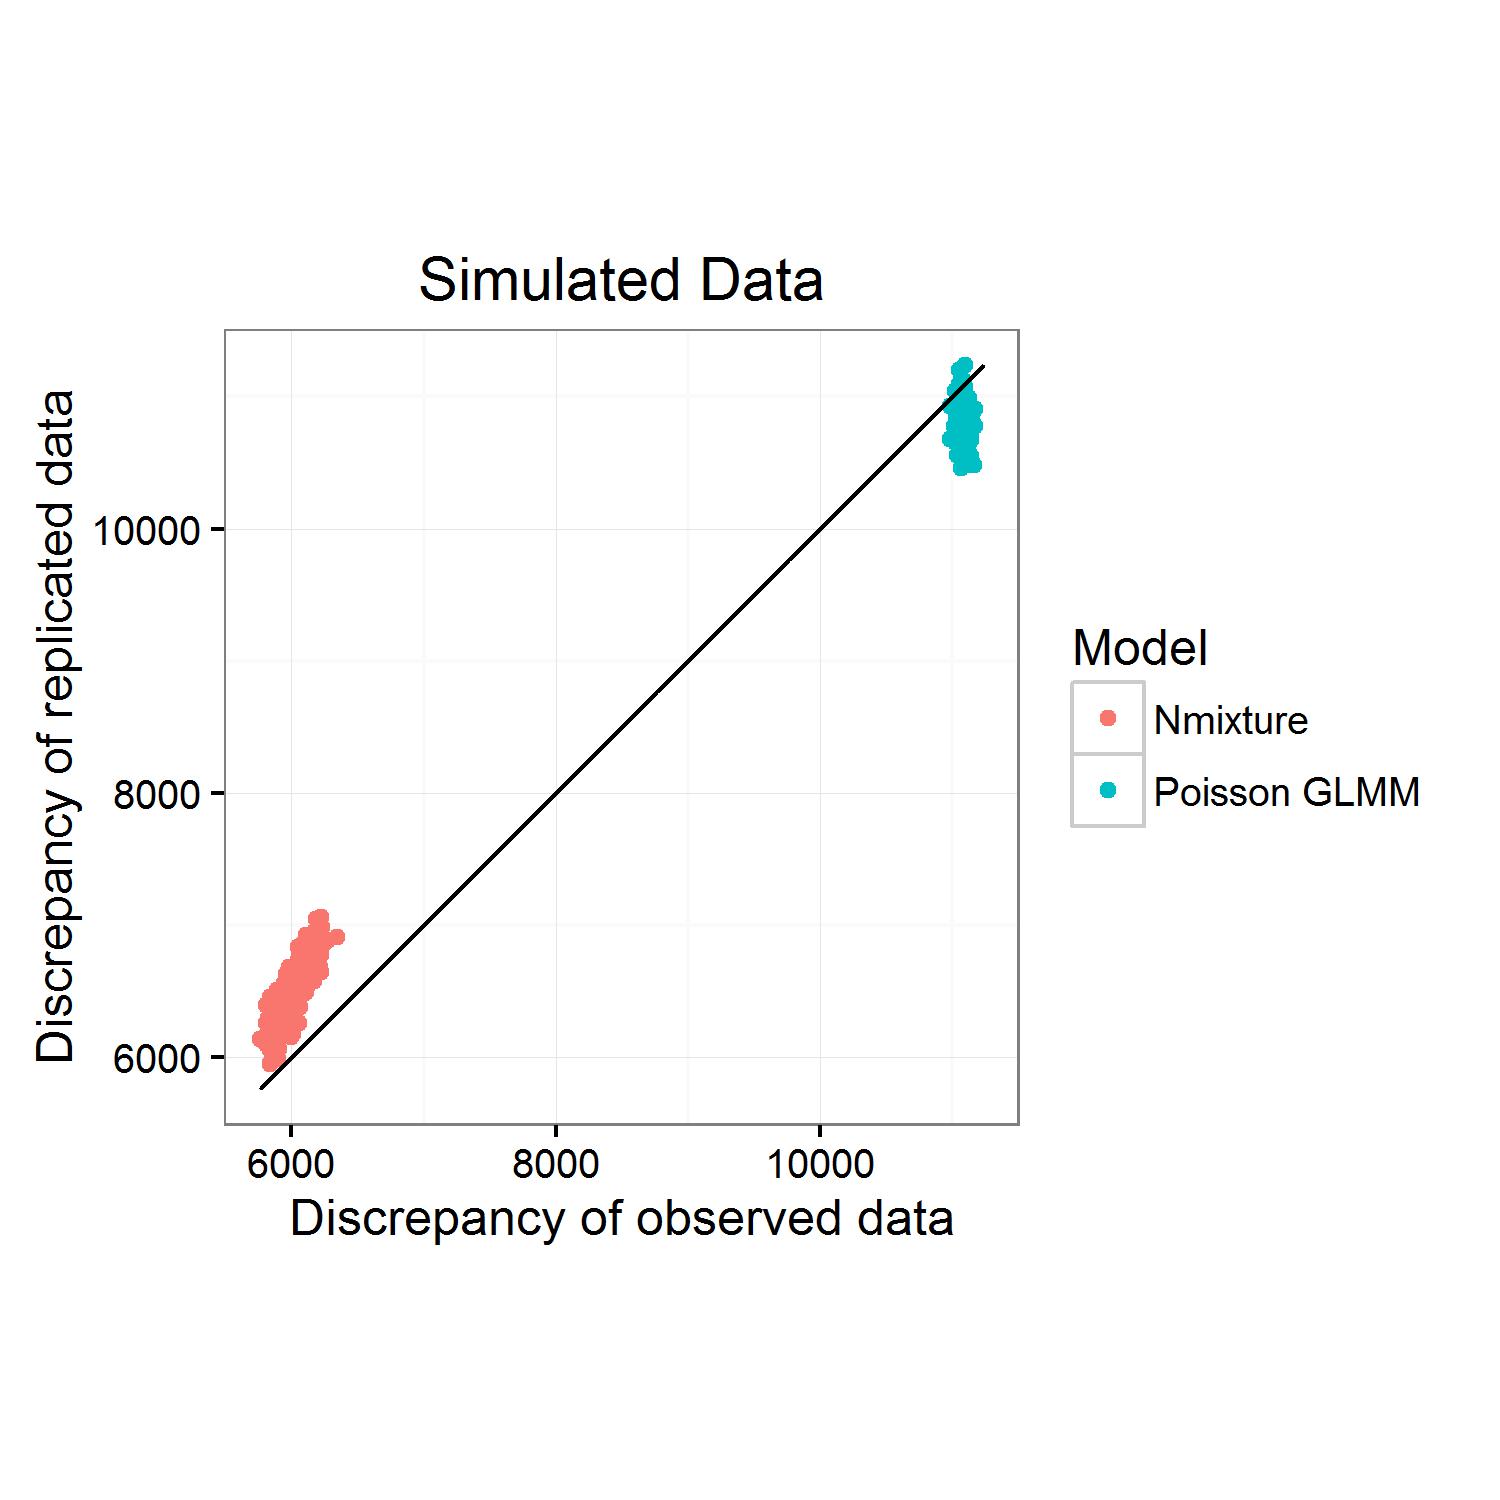 Simulated Data
Discrepancy of replicated data
10000
8000
6000
6000 8000 10000
Discrepancy of observed data
Model
Nmixture
Poisson GLMM